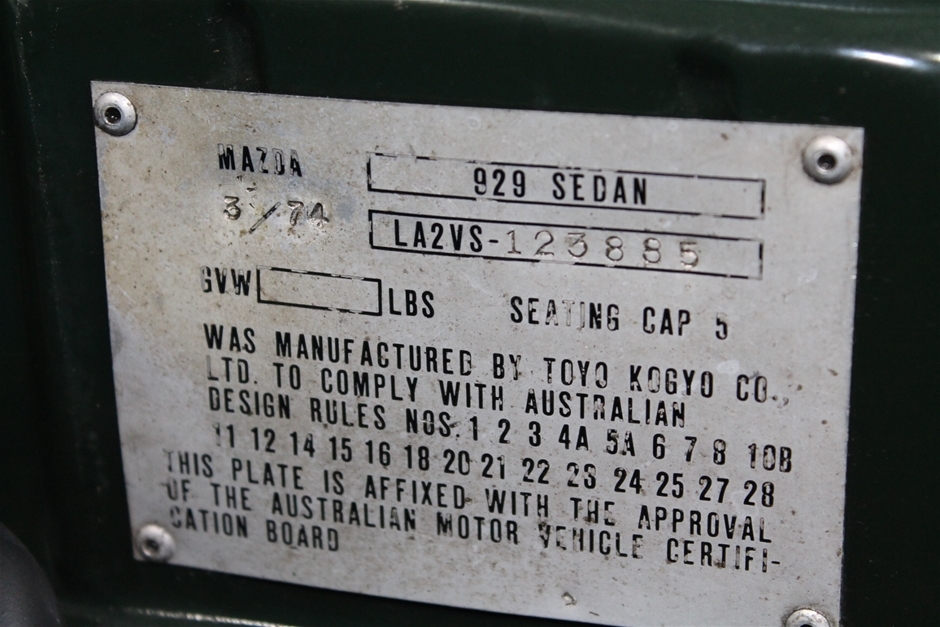 MAZDA 929 SEDAN
3/74 LA2VS-123885
GVW LBS SEATING CAP 5
WAS MANUFACTURED BY TOYO KOGYO CO.,
LTD. TO COMPLY WITH AUSTRALIAN
DESIGN RULES NOS. 1 2 3 4A 5A 6 7 8 10B
11 12 14 15 16 18 20 21 22 23 24 25 27 28
THIS PLATE IS AFFIXED WITH THE APPROVAL
OF THE AUSTRALIAN MOTOR VEHICLE CERTIFI-
CATION BOARD